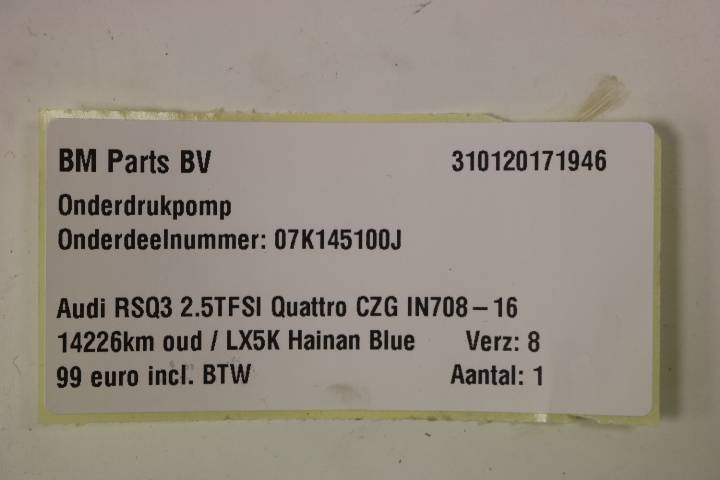 BM Parts BV 310120171946
Onderdrukpomp
Onderdeelnummer: 07K145100J
Audi RSQ3 2.5TFSI Quattro CZG IN708 – 16
14226km oud / LX5K Hainan Blue Verz: 8
99 euro incl. BTW Aantal: 1